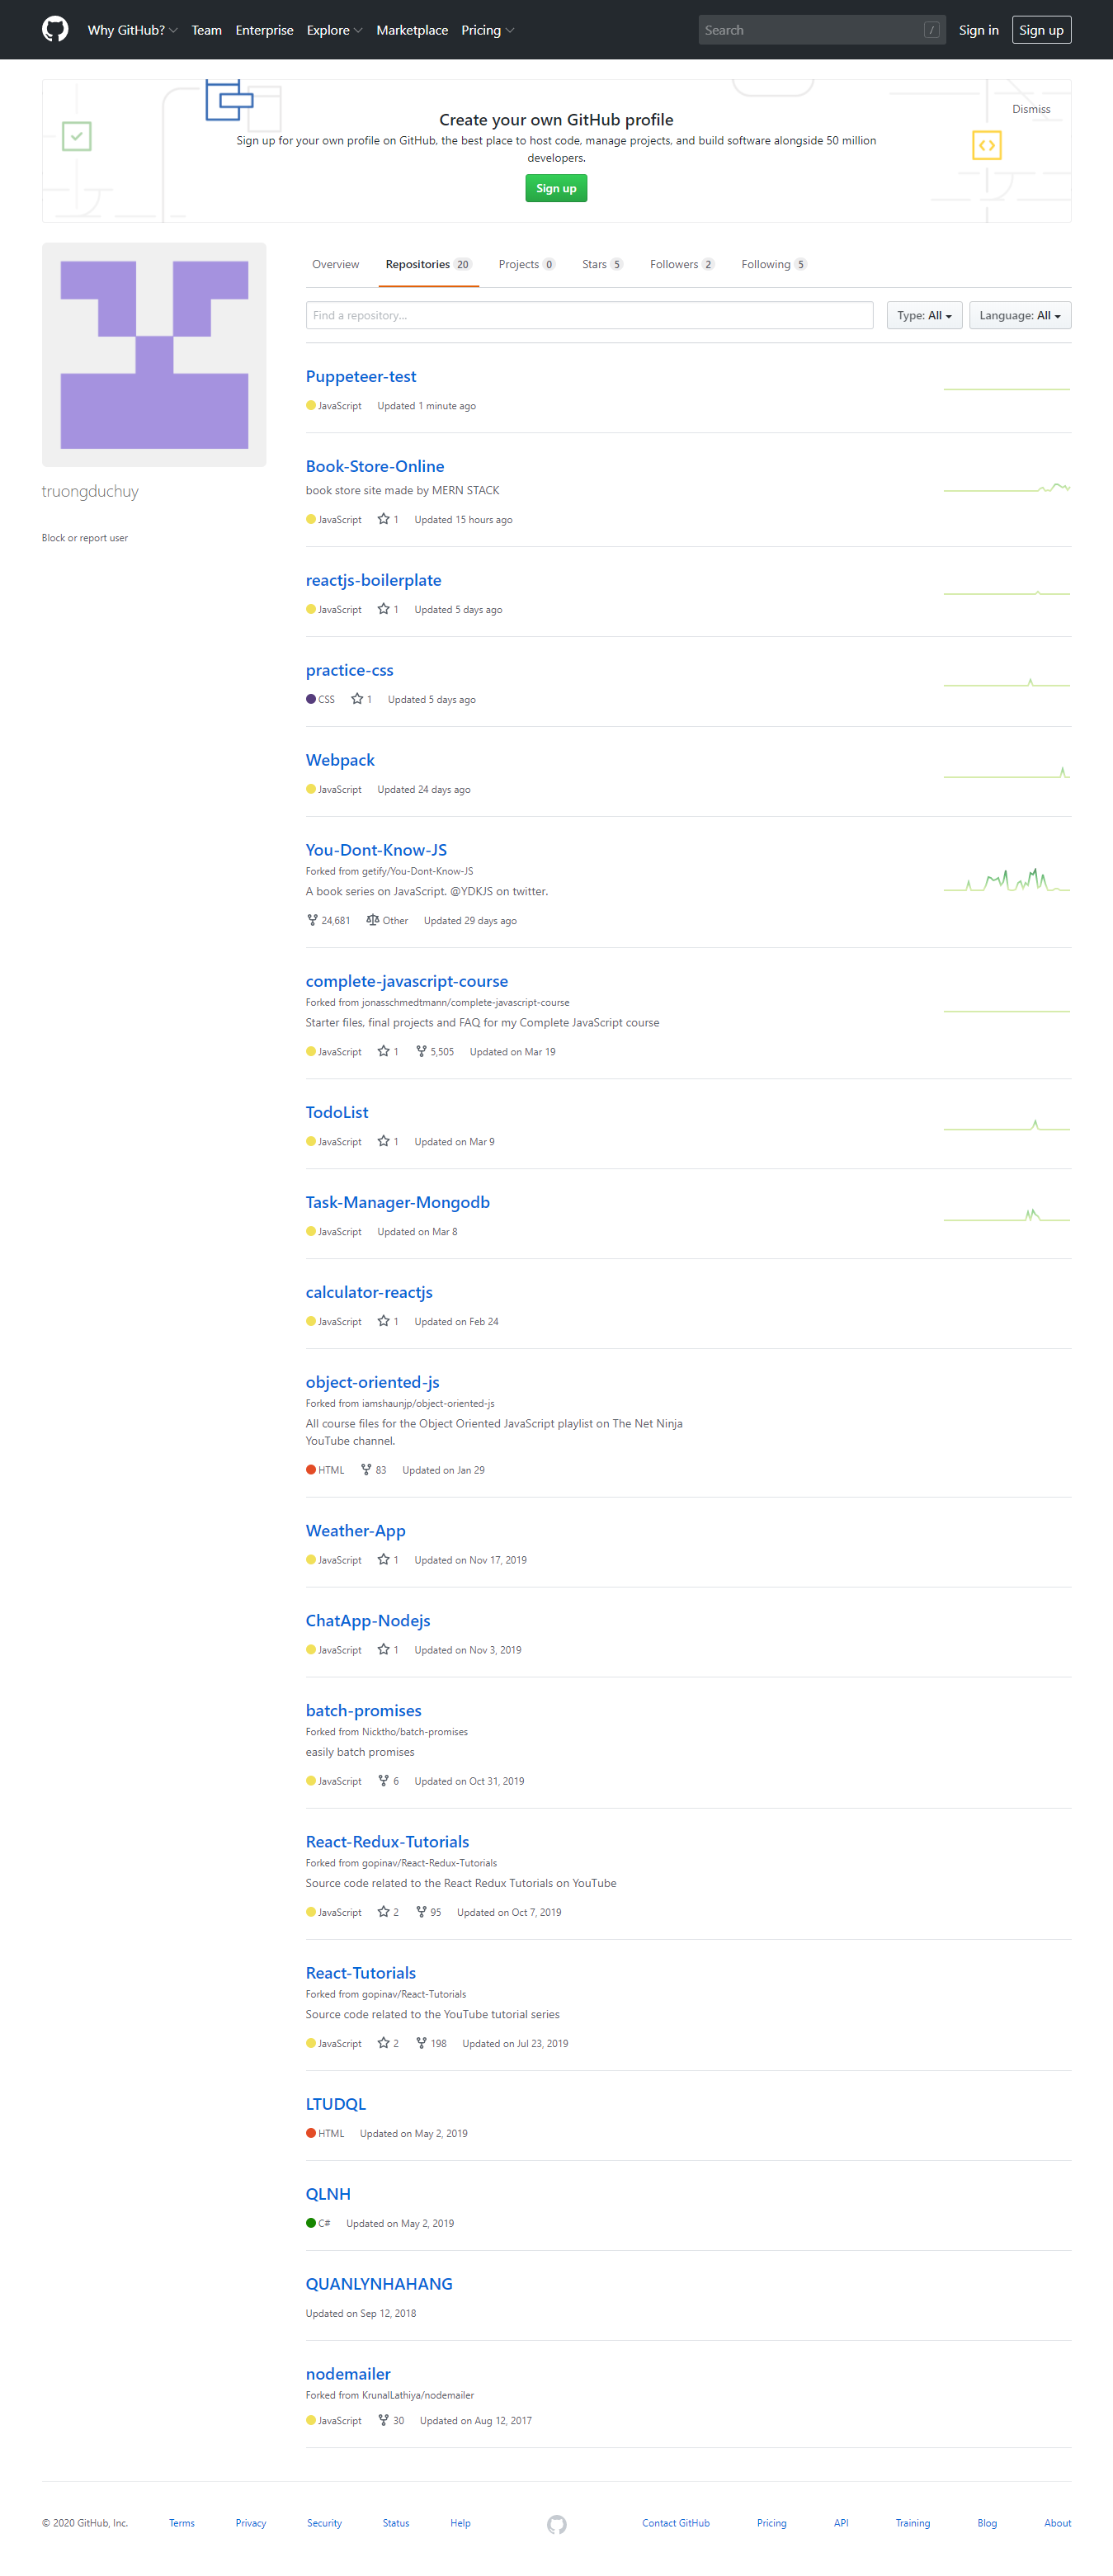 Why GitHub? Team Enterprise Explore Marketplace Pricing Search / Sign in Sign up
Dismiss
Create your own GitHub profile
Sign up for your own profile on GitHub, the best place to host code, manage projects, and build software alongside 50 million
developers.
Sign up
truongduchuy
Block or report user
Overview Repositories 20 Projects 0 Stars 5 Followers 2 Following 5
Find a repository... Type: All Language: All
Puppeteer-test
JavaScript Updated 1 minute ago
Book-Store-Online
book store site made by MERN STACK
JavaScript 1 Updated 15 hours ago
reactjs-boilerplate
JavaScript 1 Updated 5 days ago
practice-css
CSS 1 Updated 5 days ago
Webpack
JavaScript Updated 24 days ago
You-Dont-Know-JS
Forked from getify/You-Dont-Know-JS
A book series on JavaScript. @YDKJS on twitter.
24,681 Other Updated 29 days ago
complete-javascript-course
Forked from jonasschmedtmann/complete-javascript-course
Starter files, final projects and FAQ for my Complete JavaScript course
JavaScript 1 5,505 Updated on Mar 19
TodoList
JavaScript 1 Updated on Mar 9
Task-Manager-Mongodb
JavaScript Updated on Mar 8
calculator-reactjs
JavaScript 1 Updated on Feb 24
object-oriented-js
Forked from iamshaunjp/object-oriented-js
All course files for the Object Oriented JavaScript playlist on The Net Ninja
YouTube channel.
HTML 83 Updated on Jan 29
Weather-App
JavaScript 1 Updated on Nov 17, 2019
ChatApp-Nodejs
JavaScript 1 Updated on Nov 3, 2019
batch-promises
Forked from Nicktho/batch-promises
easily batch promises
JavaScript 6 Updated on Oct 31, 2019
React-Redux-Tutorials
Forked from gopinav/React-Redux-Tutorials
Source code related to the React Redux Tutorials on YouTube
JavaScript 2 95 Updated on Oct 7, 2019
React-Tutorials
Forked from gopinav/React-Tutorials
Source code related to the YouTube tutorial series
JavaScript 2 198 Updated on Jul 23, 2019
LTUDQL
HTML Updated on May 2, 2019
QLNH
C# Updated on May 2, 2019
QUANLYNHAHANG
Updated on Sep 12, 2018
nodemailer
Forked from KrunalLathiya/nodemailer
JavaScript 30 Updated on Aug 12, 2017
© 2020 GitHub, Inc. Terms Privacy Security Status Help Contact GitHub Pricing API Training Blog About